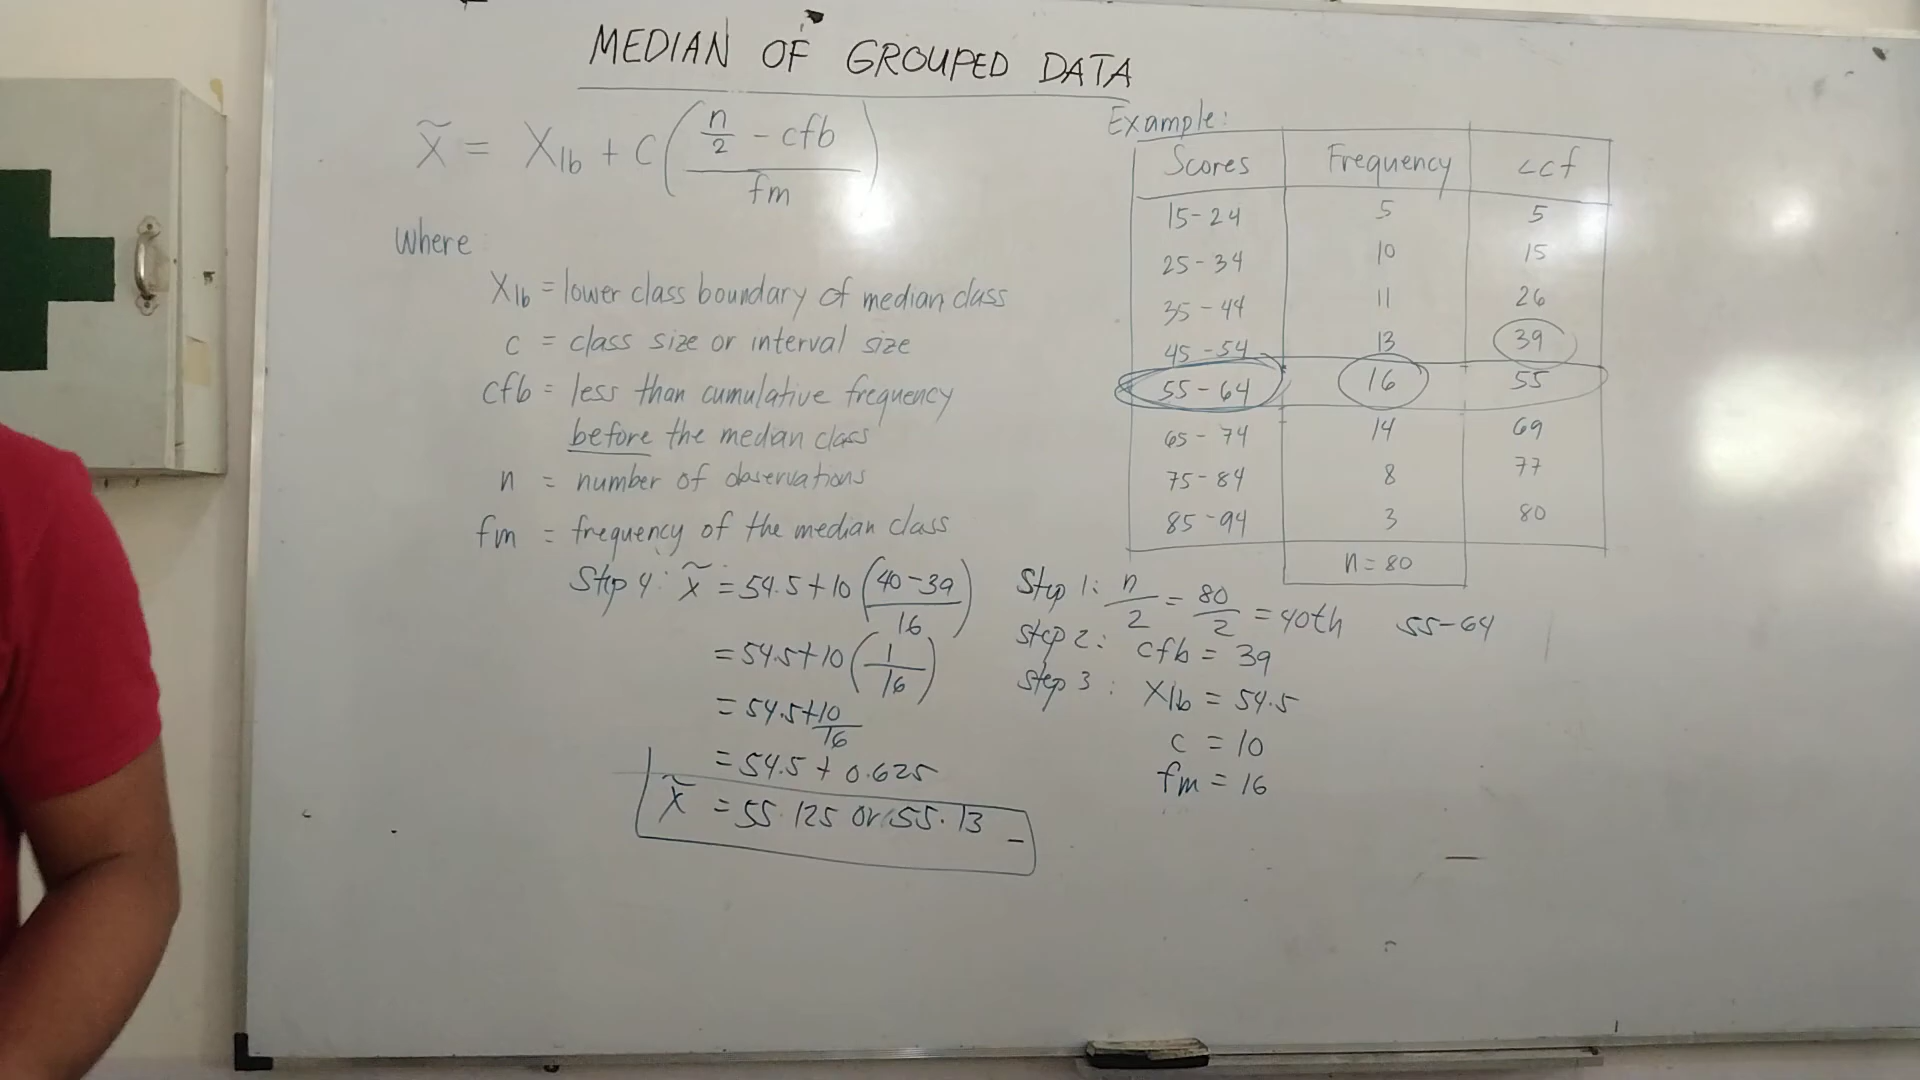 MEDIAN OF GROUPED DATA
x̃ = X_lb + C((n/2 - cfb)/fm)
Where:
X_lb = lower class boundary of median class
c = class size or interval size
cfb = less than cumulative frequency
before the median class
n = number of observations
fm = frequency of the median class
Example:
Scores Frequency <cf
15-24 5 5
25-34 10 15
35-44 11 26
45-54 13 39
55-64 16 55
65-74 14 69
75-84 8 77
85-94 3 80
n = 80
Step 1: n/2 = 80/2 = 40th 55-64
Step 2: cfb = 39
Step 3: X_lb = 54.5
c = 10
fm = 16
Step 4: x̃ = 54.5 + 10((40-39)/16)
= 54.5 + 10(1/16)
= 54.5 + 10/16
= 54.5 + 0.625
x̃ = 55.125 or 55.13